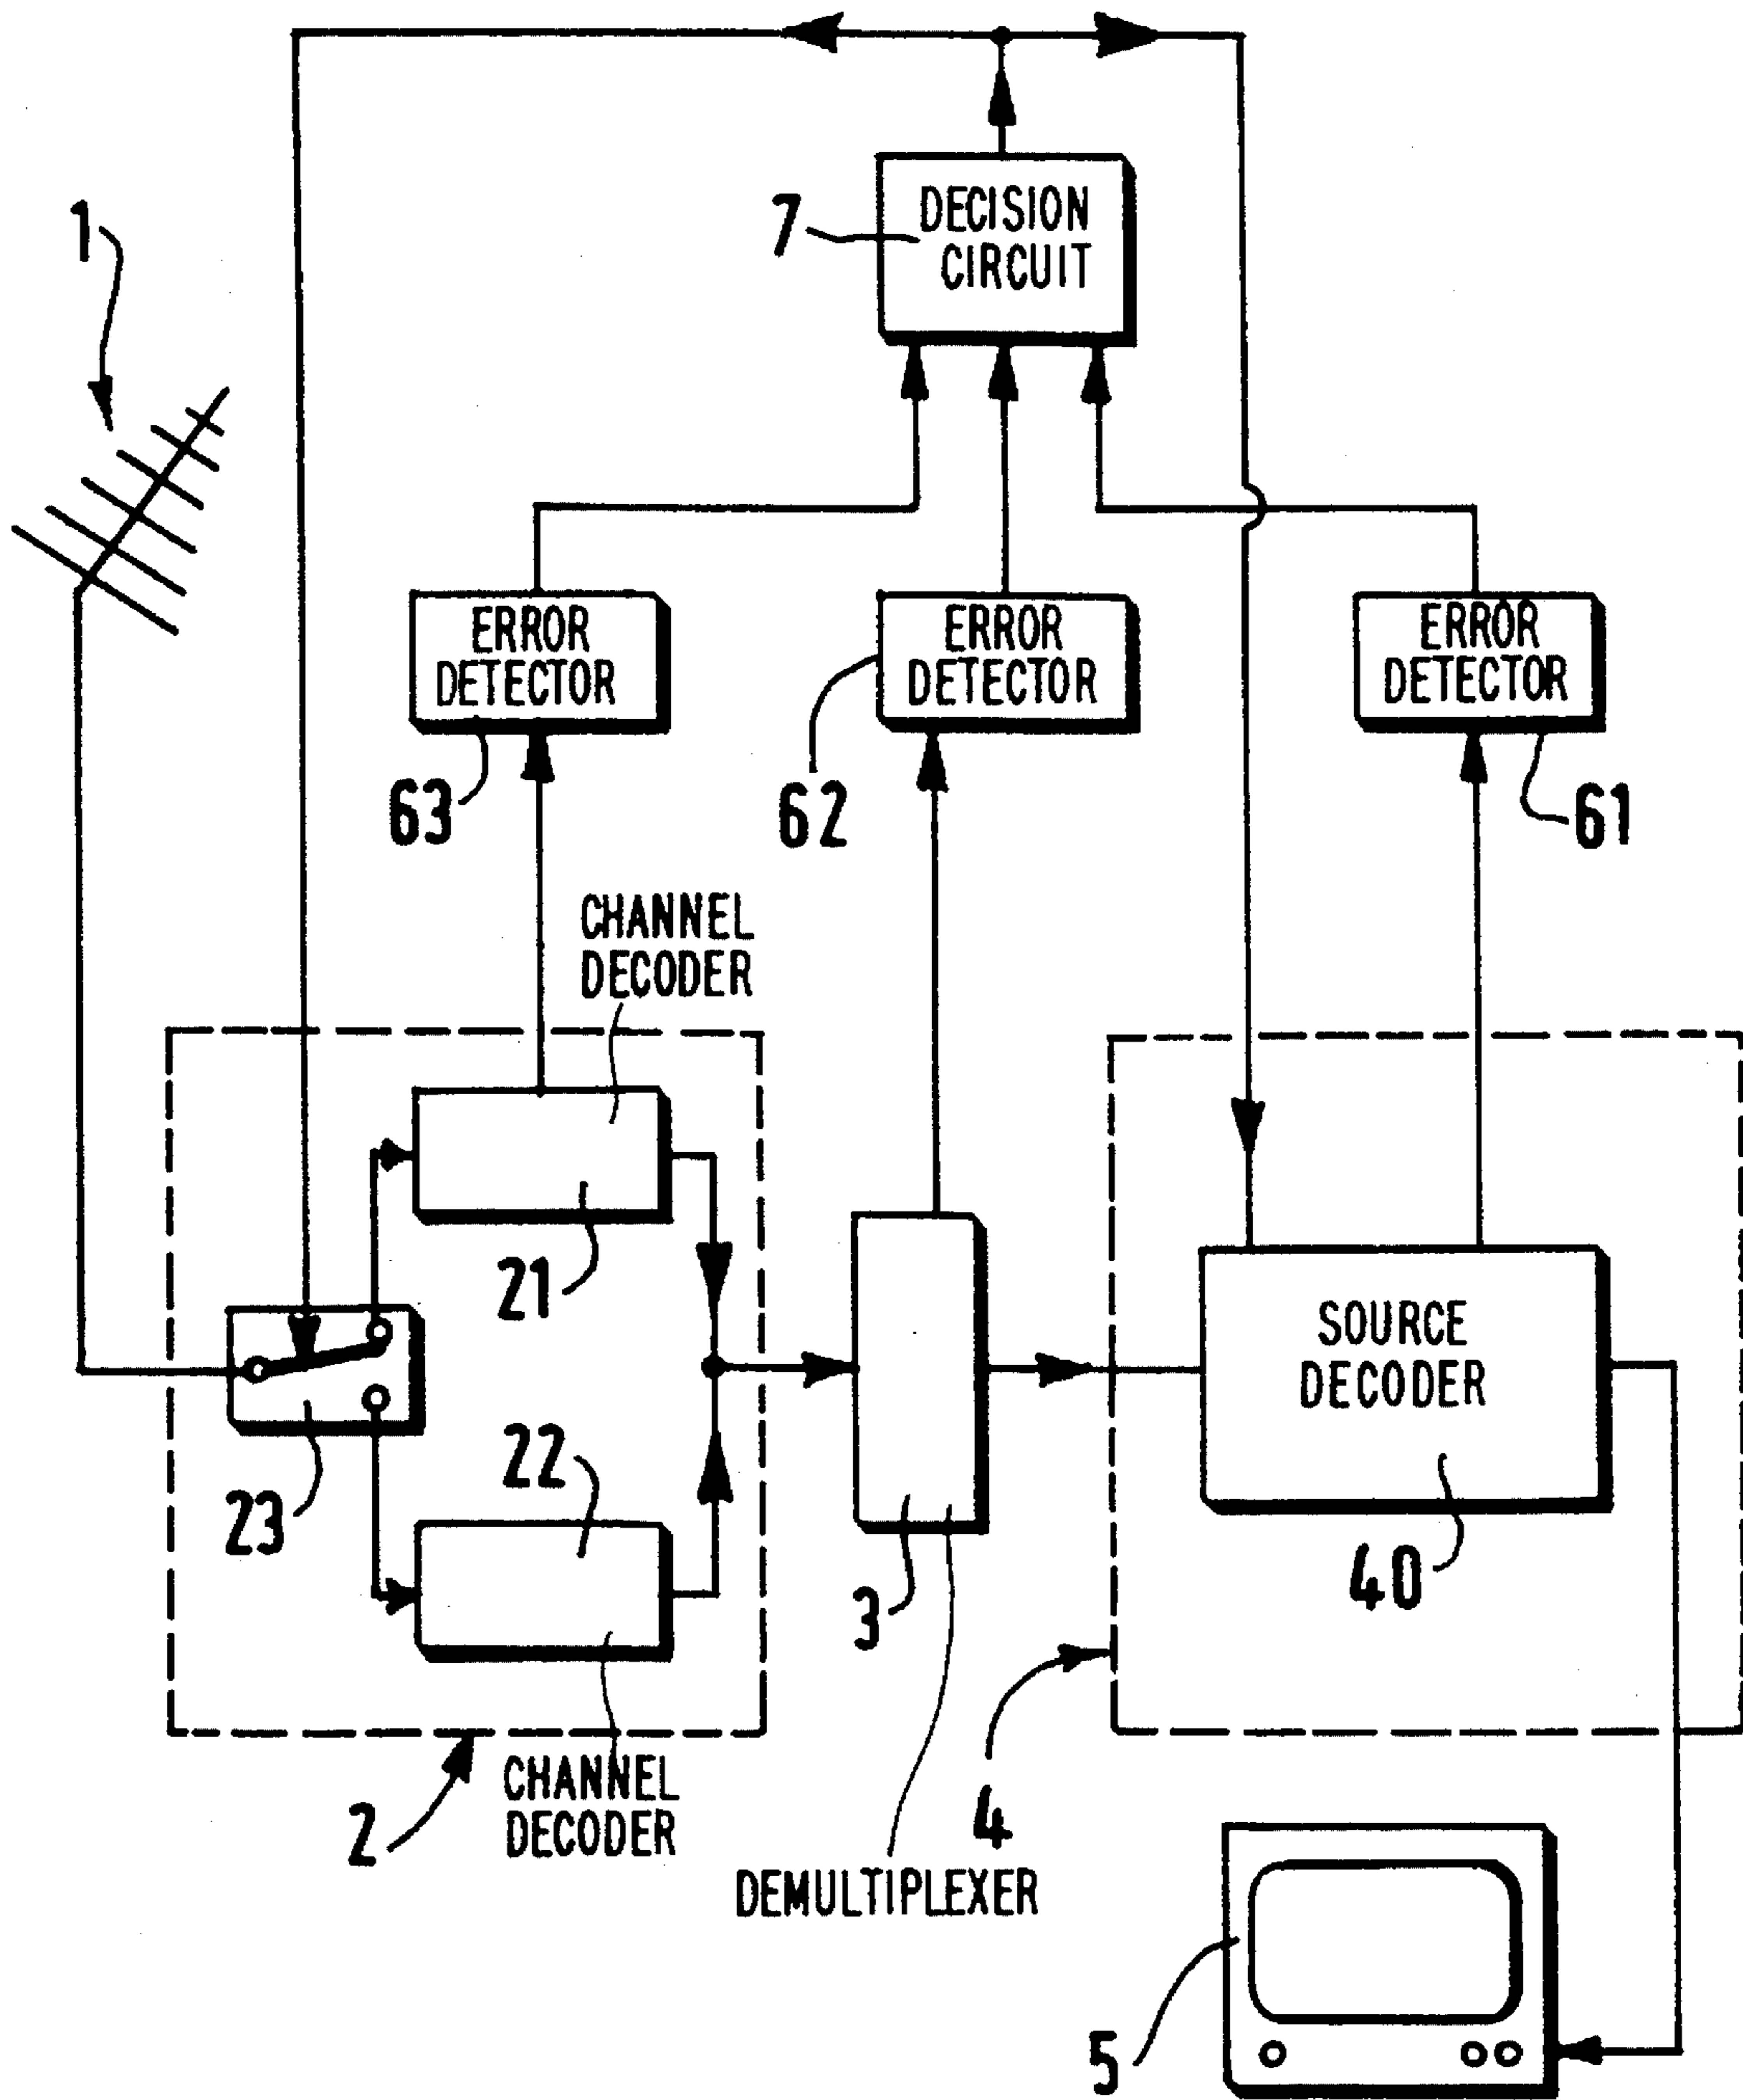 1
7
DECISION
CIRCUIT
ERROR
DETECTOR
ERROR
DETECTOR
ERROR
DETECTOR
63
62
61
CHANNEL
DECODER
21
SOURCE
DECODER
22
23
40
3
2
CHANNEL
DECODER
4
DEMULTIPLEXER
5